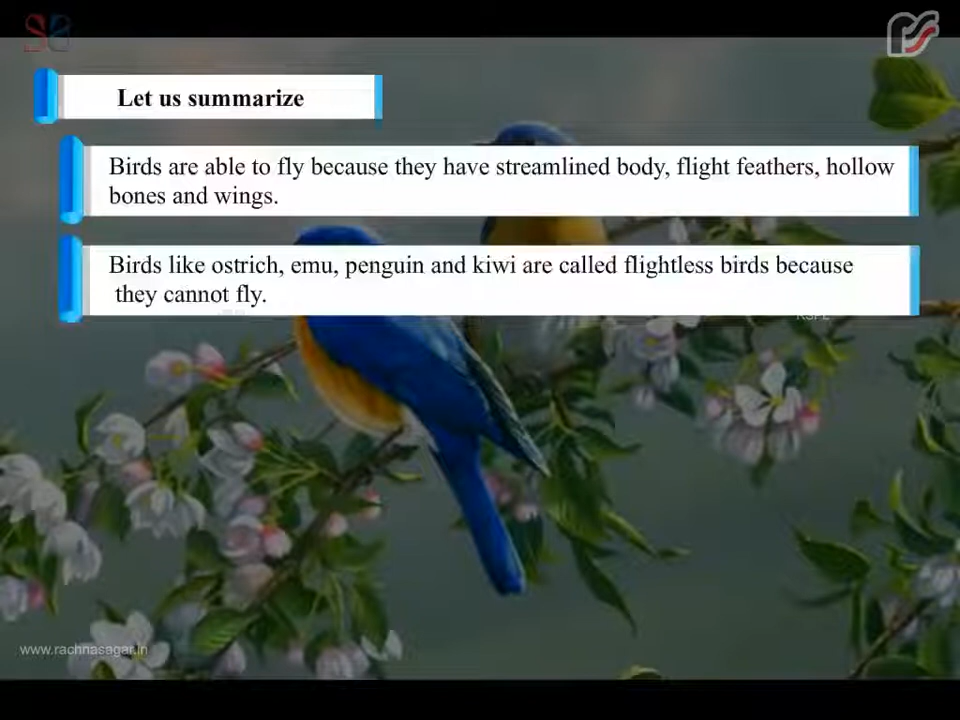 Let us summarize
Birds are able to fly because they have streamlined body, flight feathers, hollow
bones and wings.
Birds like ostrich, emu, penguin and kiwi are called flightless birds because
they cannot fly.
www.rachnasagar.in